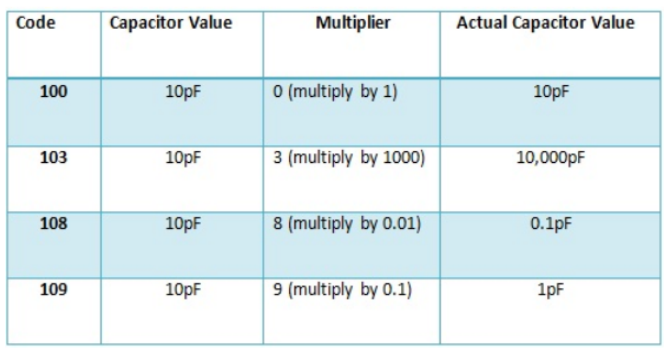 Code Capacitor Value Multiplier Actual Capacitor Value
100 10pF 0 (multiply by 1) 10pF
103 10pF 3 (multiply by 1000) 10,000pF
108 10pF 8 (multiply by 0.01) 0.1pF
109 10pF 9 (multiply by 0.1) 1pF